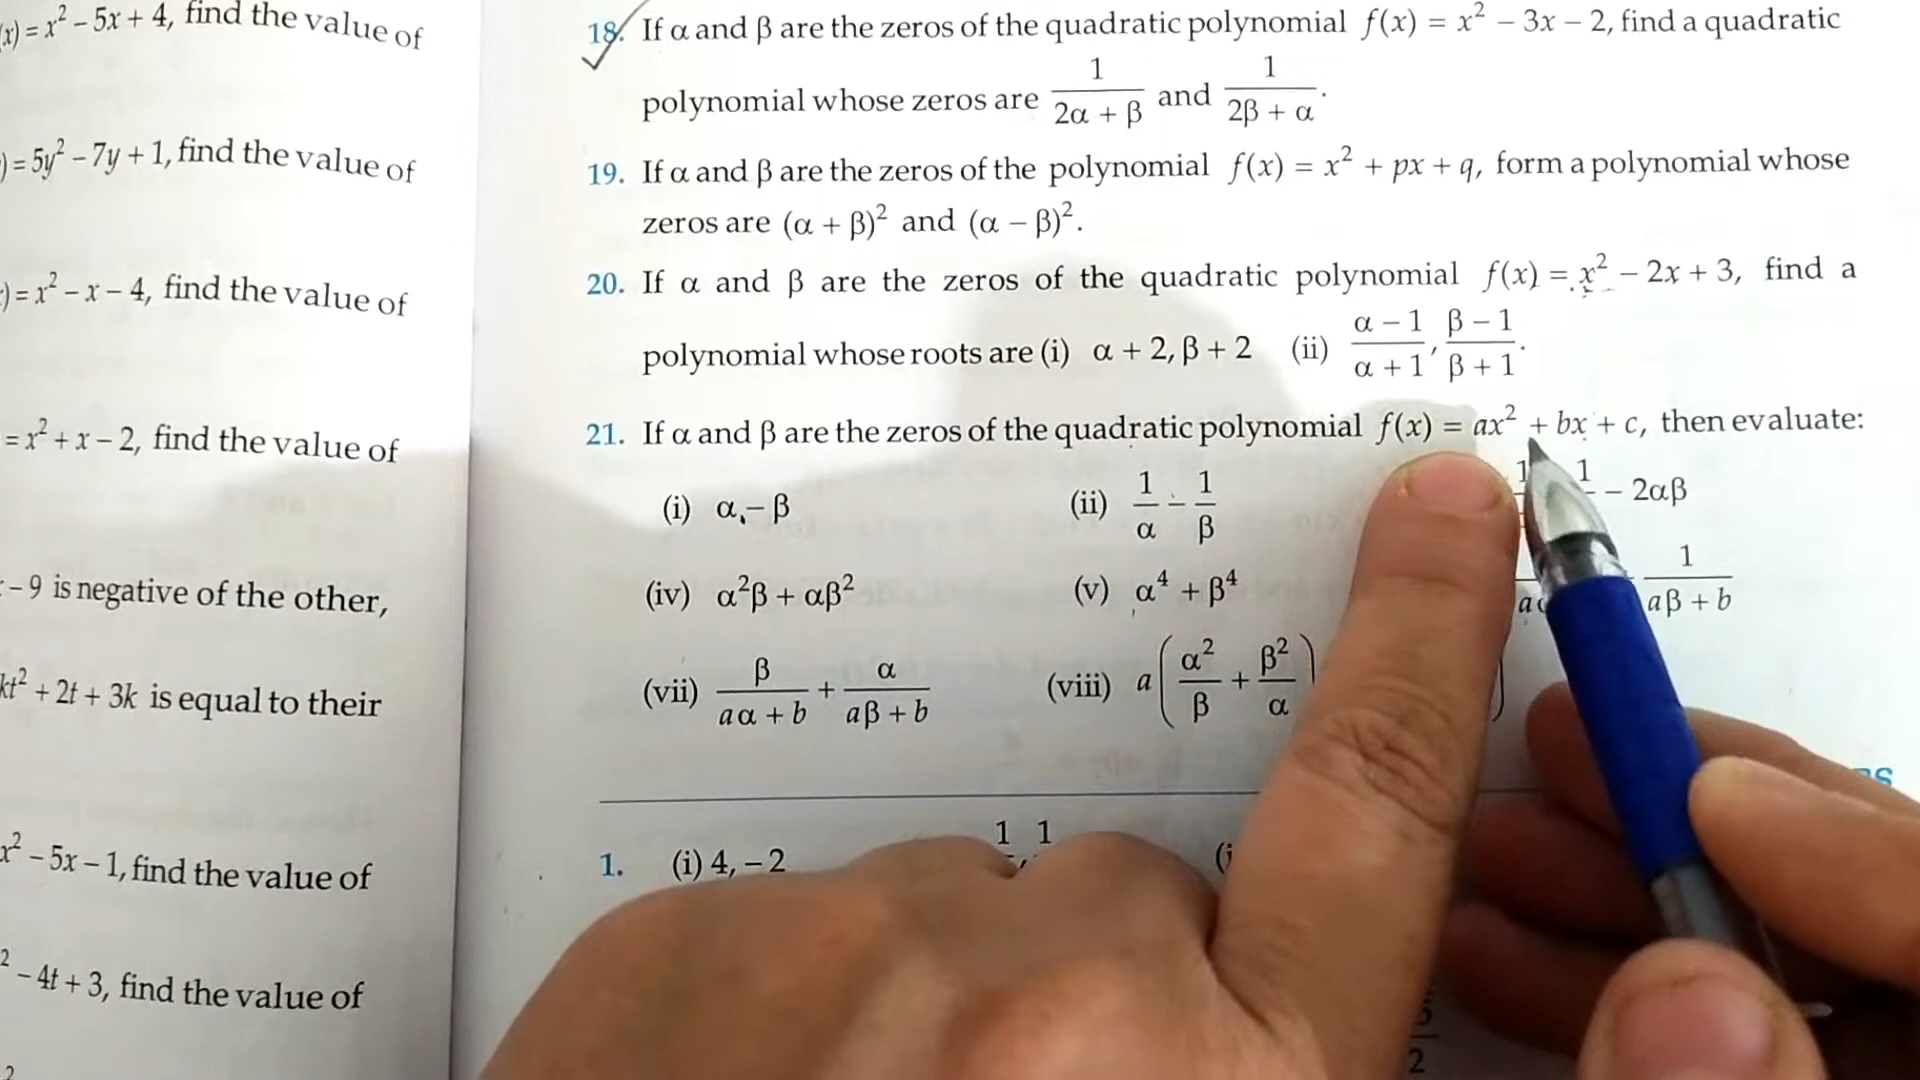 x) = x² – 5x + 4, find the value of
) = 5y² – 7y + 1, find the value of
) = x² – x – 4, find the value of
= x² + x – 2, find the value of
– 9 is negative of the other,
kt² + 2t + 3k is equal to their
x² – 5x – 1, find the value of
² – 4t + 3, find the value of
2
18. If α and β are the zeros of the quadratic polynomial f(x) = x² – 3x – 2, find a quadratic
polynomial whose zeros are 1/(2α + β) and 1/(2β + α).
19. If α and β are the zeros of the polynomial f(x) = x² + px + q, form a polynomial whose
zeros are (α + β)² and (α – β)².
20. If α and β are the zeros of the quadratic polynomial f(x) = x² – 2x + 3, find a
polynomial whose roots are (i) α + 2, β + 2 (ii) (α – 1)/(α + 1), (β – 1)/(β + 1).
21. If α and β are the zeros of the quadratic polynomial f(x) = ax² + bx + c, then evaluate:
(i) α – β (ii) 1/α – 1/β 1 1 – 2αβ
(iv) α²β + αβ² (v) α⁴ + β⁴ a 1/(aβ + b)
(vii) β/(aα + b) + α/(aβ + b) (viii) a(α²/β + β²/α)
1. (i) 4, – 2 1, 1 (i
2